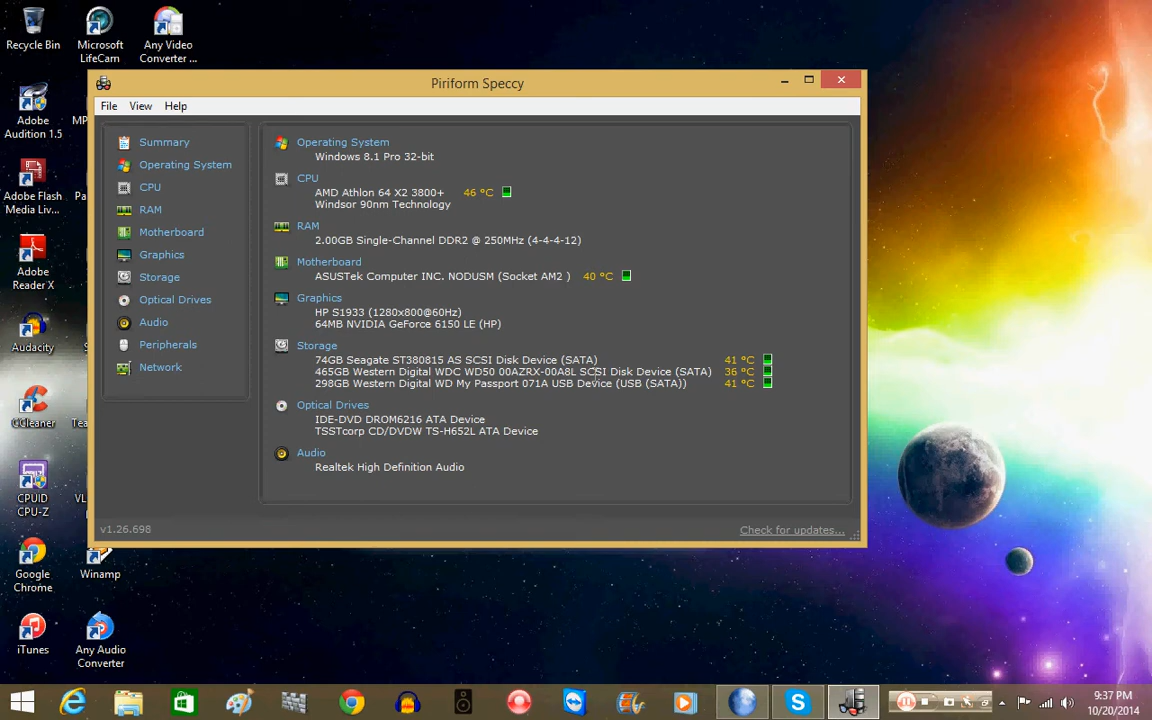 Recycle Bin
Microsoft
LifeCam
Any Video
Converter ...
Adobe
Audition 1.5
MP
Adobe Flash
Media Liv...
Pa
Adobe
Reader X
Audacity
Tea
CCleaner
CPUID
CPU-Z
VL
Google
Chrome
Winamp
iTunes
Any Audio
Converter
Piriform Speccy
File View Help
Summary
Operating System
CPU
RAM
Motherboard
Graphics
Storage
Optical Drives
Audio
Peripherals
Network
Operating System
Windows 8.1 Pro 32-bit
CPU
AMD Athlon 64 X2 3800+ 46 °C
Windsor 90nm Technology
RAM
2.00GB Single-Channel DDR2 @ 250MHz (4-4-4-12)
Motherboard
ASUSTek Computer INC. NODUSM (Socket AM2 ) 40 °C
Graphics
HP S1933 (1280x800@60Hz)
64MB NVIDIA GeForce 6150 LE (HP)
Storage
74GB Seagate ST380815 AS SCSI Disk Device (SATA) 41 °C
465GB Western Digital WDC WD50 00AZRX-00A8L SCSI Disk Device (SATA) 36 °C
298GB Western Digital WD My Passport 071A USB Device (USB (SATA)) 41 °C
Optical Drives
IDE-DVD DROM6216 ATA Device
TSSTcorp CD/DVDW TS-H652L ATA Device
Audio
Realtek High Definition Audio
v1.26.698
Check for updates...
9:37 PM
10/20/2014